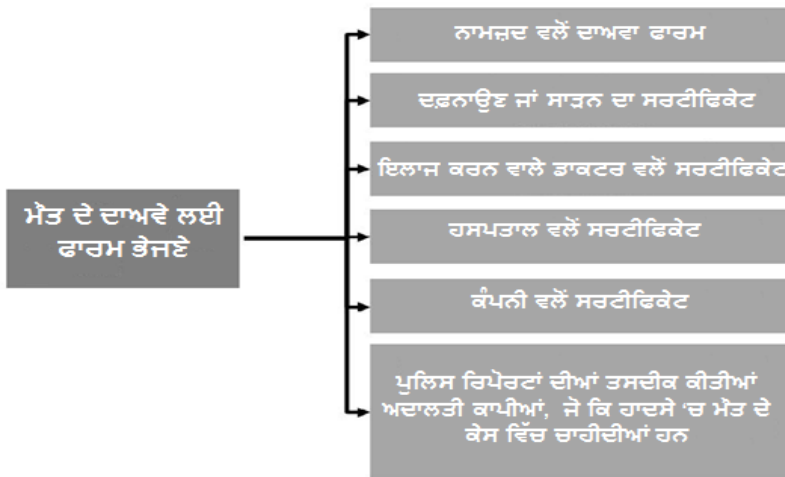 ਮੌਤ ਦੇ ਦਾਅਵੇ ਲਈ
ਫਾਰਮ ਭੇਜਣੇ
ਨਾਮਜ਼ਦ ਵਲੋਂ ਦਾਅਵਾ ਫਾਰਮ
ਦਫ਼ਨਾਉਣ ਜਾਂ ਸਾੜਨ ਦਾ ਸਰਟੀਫਿਕੇਟ
ਇਲਾਜ ਕਰਨ ਵਾਲੇ ਡਾਕਟਰ ਵਲੋਂ ਸਰਟੀਫਿਕੇਟ
ਹਸਪਤਾਲ ਵਲੋਂ ਸਰਟੀਫਿਕੇਟ
ਕੰਪਨੀ ਵਲੋਂ ਸਰਟੀਫਿਕੇਟ
ਪੁਲਿਸ ਰਿਪੋਰਟਾਂ ਦੀਆਂ ਤਸਦੀਕ ਕੀਤੀਆਂ
ਅਦਾਲਤੀ ਕਾਪੀਆਂ, ਜੋ ਕਿ ਹਾਦਸੇ 'ਚ ਮੌਤ ਦੇ
ਕੇਸ ਵਿੱਚ ਚਾਹੀਦੀਆਂ ਹਨ